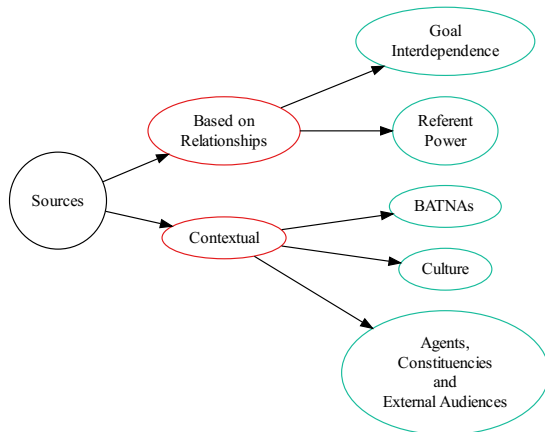 Sources
Based on
Relationships
Contextual
Goal
Interdependence
Referent
Power
BATNAs
Culture
Agents,
Constituencies
and
External Audiences